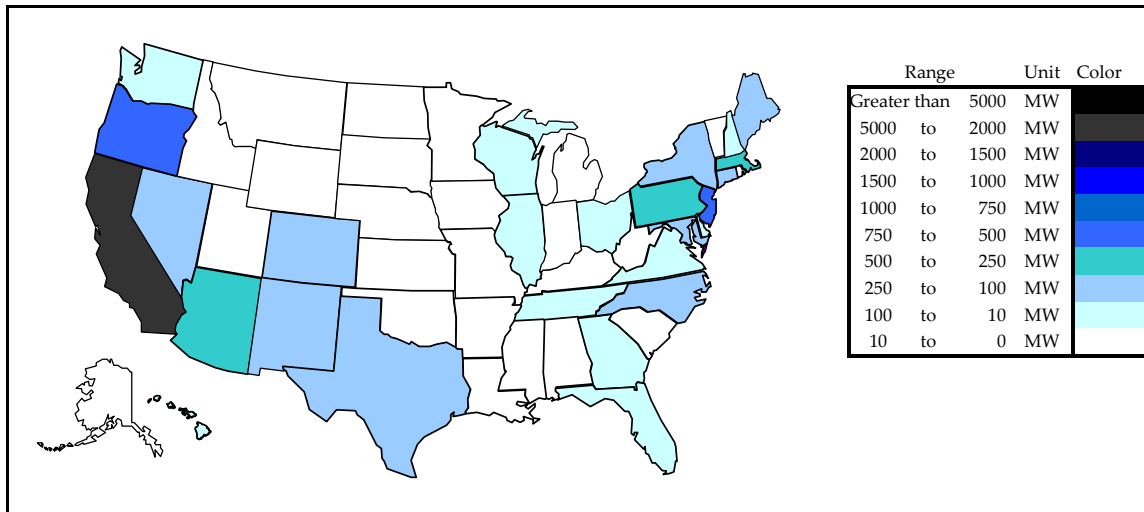 Range Unit Color
Greater than 5000 MW
5000 to 2000 MW
2000 to 1500 MW
1500 to 1000 MW
1000 to 750 MW
750 to 500 MW
500 to 250 MW
250 to 100 MW
100 to 10 MW
10 to 0 MW